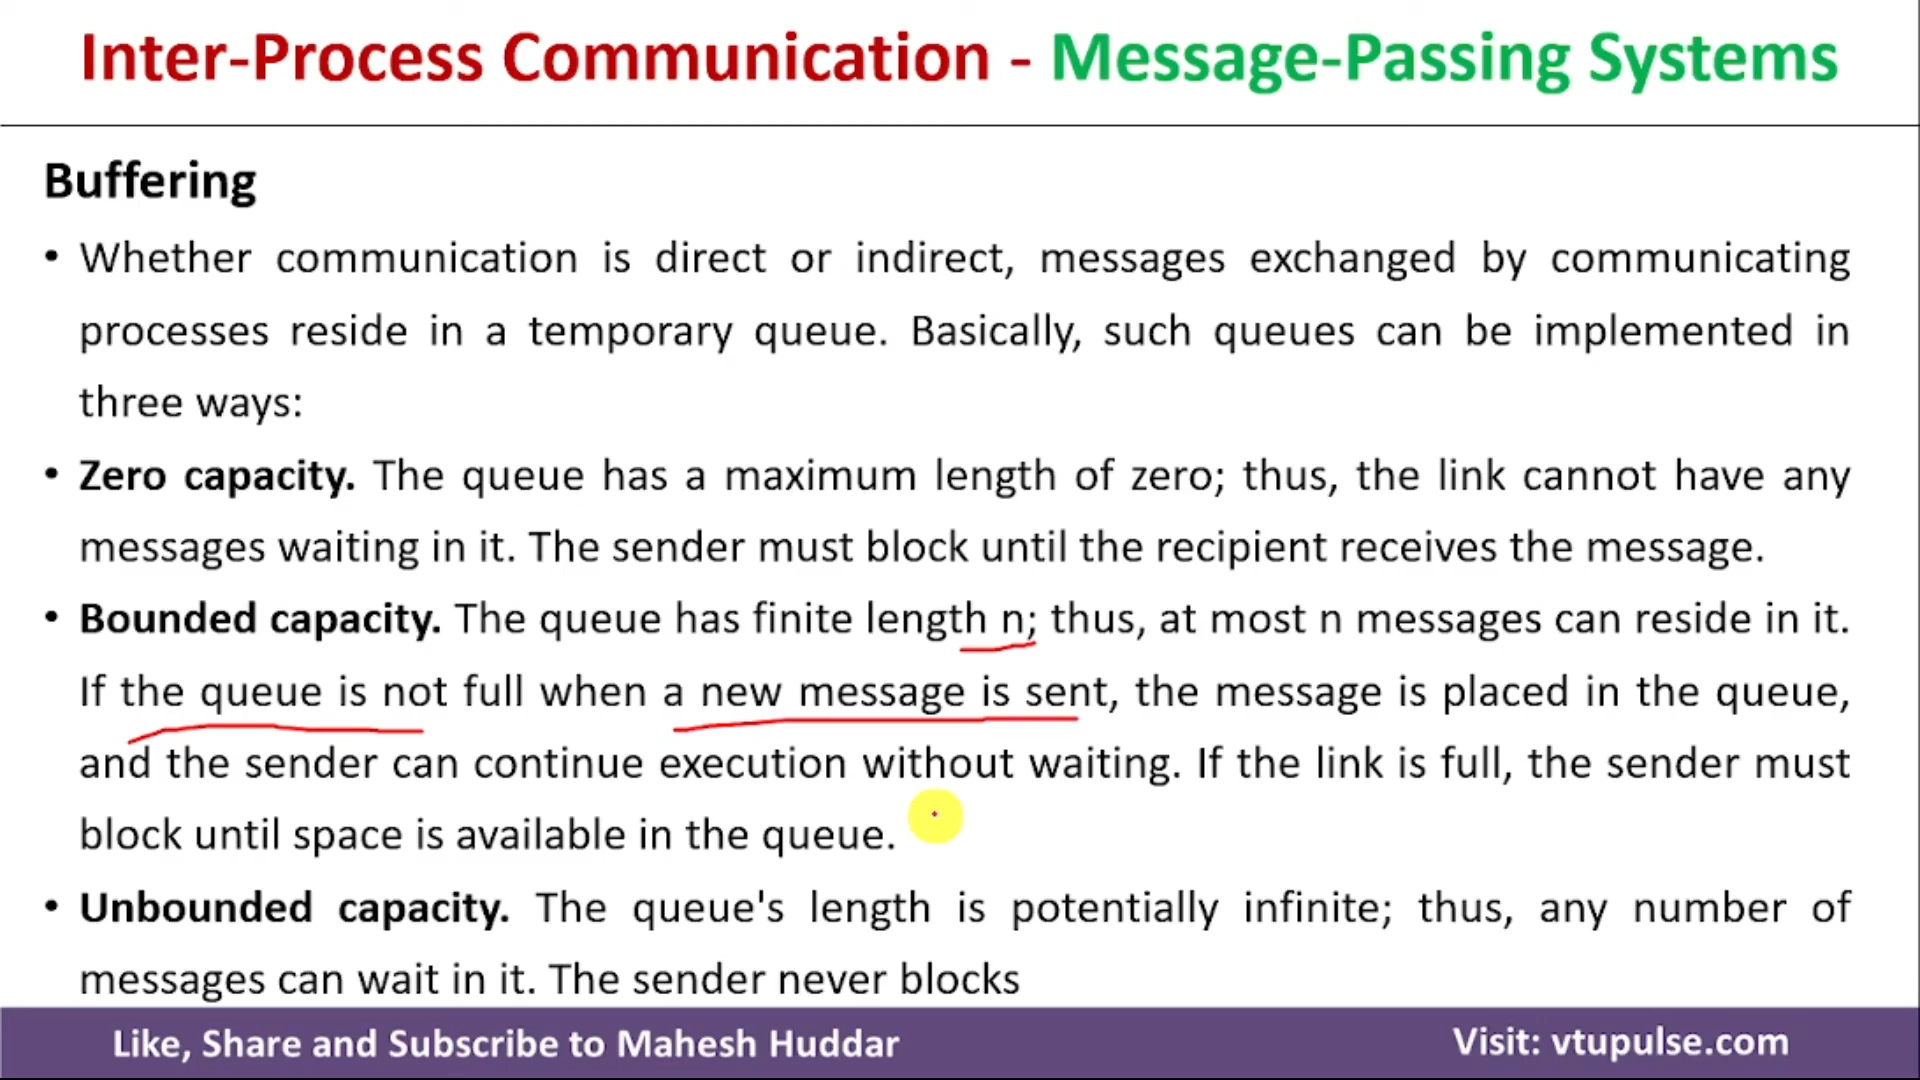 Inter-Process Communication - Message-Passing Systems
Buffering
• Whether communication is direct or indirect, messages exchanged by communicating
processes reside in a temporary queue. Basically, such queues can be implemented in
three ways:
• Zero capacity. The queue has a maximum length of zero; thus, the link cannot have any
messages waiting in it. The sender must block until the recipient receives the message.
• Bounded capacity. The queue has finite length n; thus, at most n messages can reside in it.
If the queue is not full when a new message is sent, the message is placed in the queue,
and the sender can continue execution without waiting. If the link is full, the sender must
block until space is available in the queue.
• Unbounded capacity. The queue's length is potentially infinite; thus, any number of
messages can wait in it. The sender never blocks
Like, Share and Subscribe to Mahesh Huddar
Visit: vtupulse.com